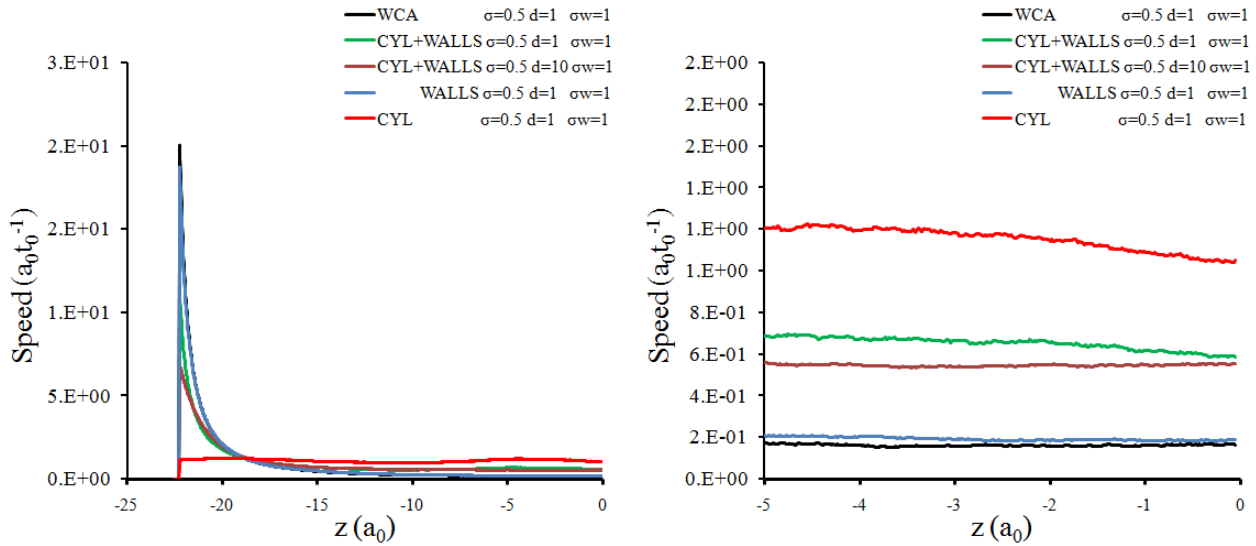 WCA σ=0.5 d=1 σw=1
CYL+WALLS σ=0.5 d=1 σw=1
CYL+WALLS σ=0.5 d=10 σw=1
WALLS σ=0.5 d=1 σw=1
CYL σ=0.5 d=1 σw=1
3.E+01
2.E+01
2.E+01
1.E+01
5.E+00
0.E+00
Speed (a₀t₀⁻¹)
-25 -20 -15 -10 -5 0
z (a₀)
WCA σ=0.5 d=1 σw=1
CYL+WALLS σ=0.5 d=1 σw=1
CYL+WALLS σ=0.5 d=10 σw=1
WALLS σ=0.5 d=1 σw=1
CYL σ=0.5 d=1 σw=1
2.E+00
2.E+00
2.E+00
1.E+00
1.E+00
1.E+00
8.E-01
6.E-01
4.E-01
2.E-01
0.E+00
Speed (a₀t₀⁻¹)
-5 -4 -3 -2 -1 0
z (a₀)